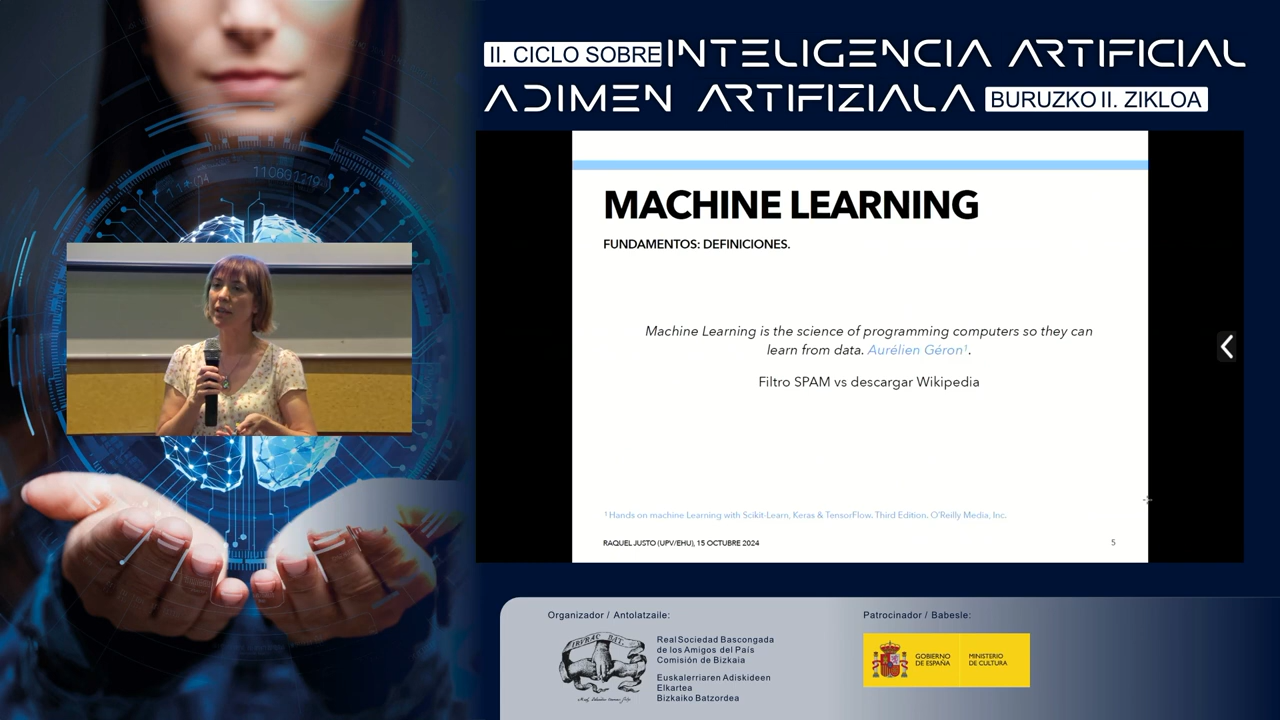 II. CICLO SOBRE INTELIGENCIA ARTIFICIAL
ADIMEN ARTIFIZIALA BURUZKO II. ZIKLOA
MACHINE LEARNING
FUNDAMENTOS: DEFINICIONES.
Machine Learning is the science of programming computers so they can
learn from data. Aurélien Géron¹.
Filtro SPAM vs descargar Wikipedia
¹ Hands on machine Learning with Scikit-Learn, Keras & TensorFlow. Third Edition. O'Reilly Media, Inc.
RAQUEL JUSTO (UPV/EHU), 15 OCTUBRE 2024
5
Organizador / Antolatzaile:
Real Sociedad Bascongada
de los Amigos del País
Comisión de Bizkaia
Euskalerriaren Adiskideen
Elkartea
Bizkaiko Batzordea
Patrocinador / Babesle:
GOBIERNO
DE ESPAÑA
MINISTERIO
DE CULTURA